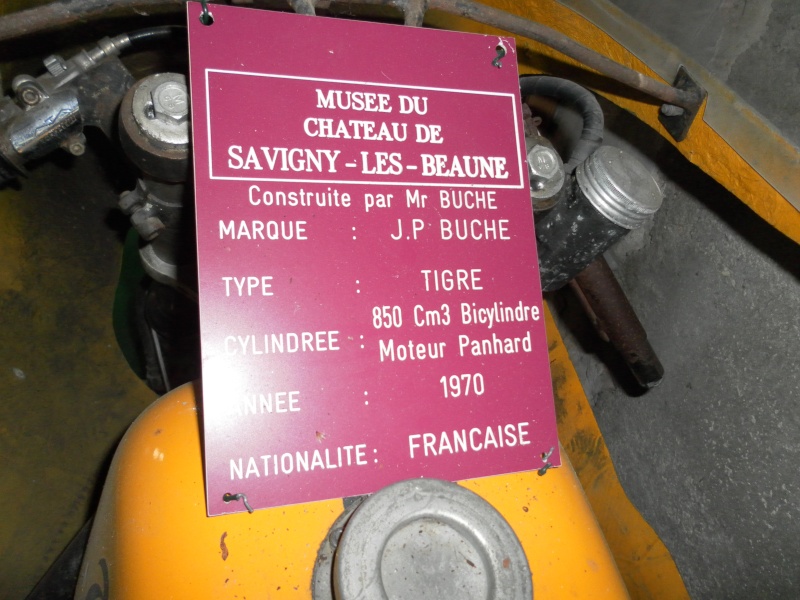 MUSEE DU
CHATEAU DE
SAVIGNY-LES-BEAUNE
Construite par Mr BUCHE
MARQUE : J.P BUCHE
TYPE : TIGRE
CYLINDREE : 850 Cm3 Bicylindre
Moteur Panhard
ANNEE : 1970
NATIONALITE : FRANCAISE